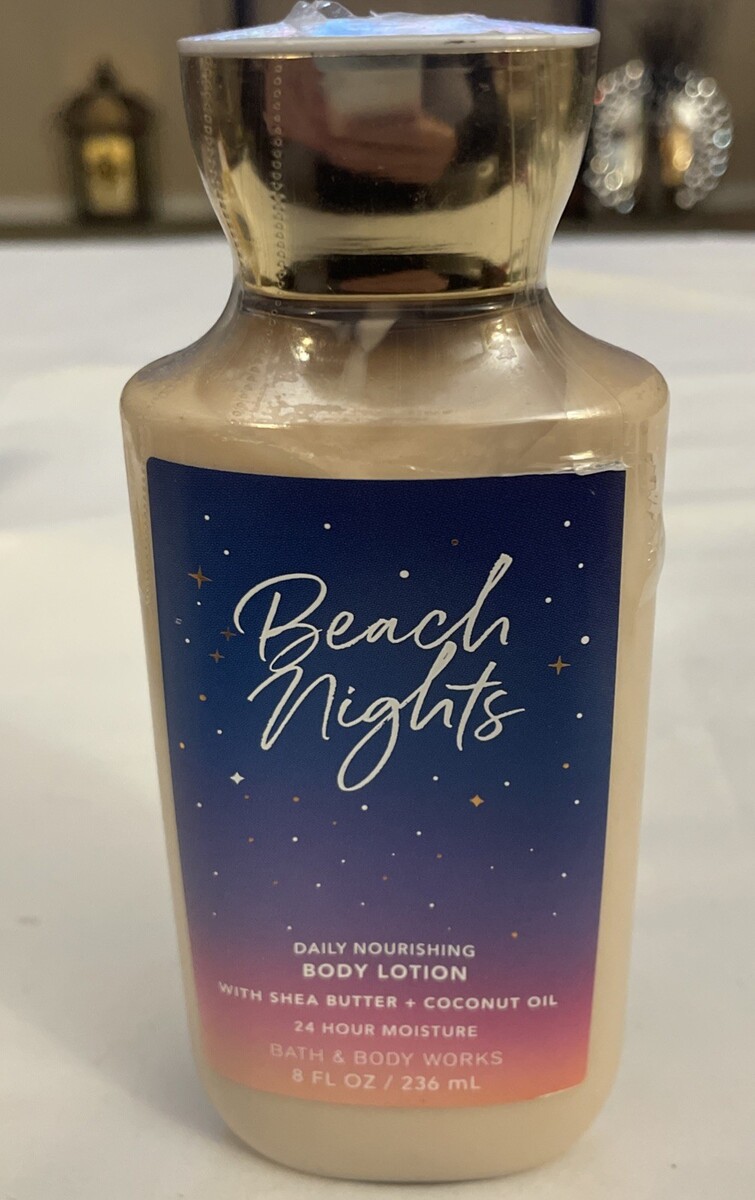 Beach
Nights
DAILY NOURISHING
BODY LOTION
WITH SHEA BUTTER + COCONUT OIL
24 HOUR MOISTURE
BATH & BODY WORKS
8 FL OZ / 236 mL